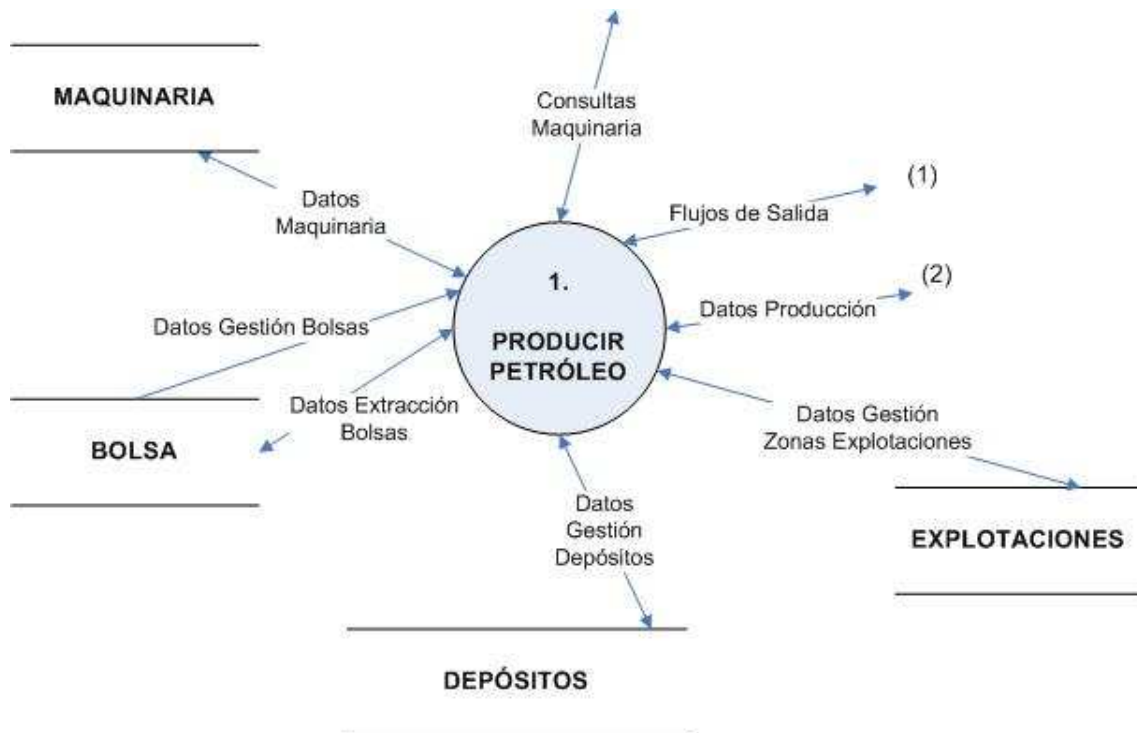 MAQUINARIA
Consultas
Maquinaria
(1)
Datos
Maquinaria
Flujos de Salida
(2)
1.
PRODUCIR
PETRÓLEO
Datos Producción
Datos Gestión Bolsas
Datos Extracción
Bolsas
BOLSA
Datos Gestión
Zonas Explotaciones
Datos
Gestión
Depósitos
EXPLOTACIONES
DEPÓSITOS